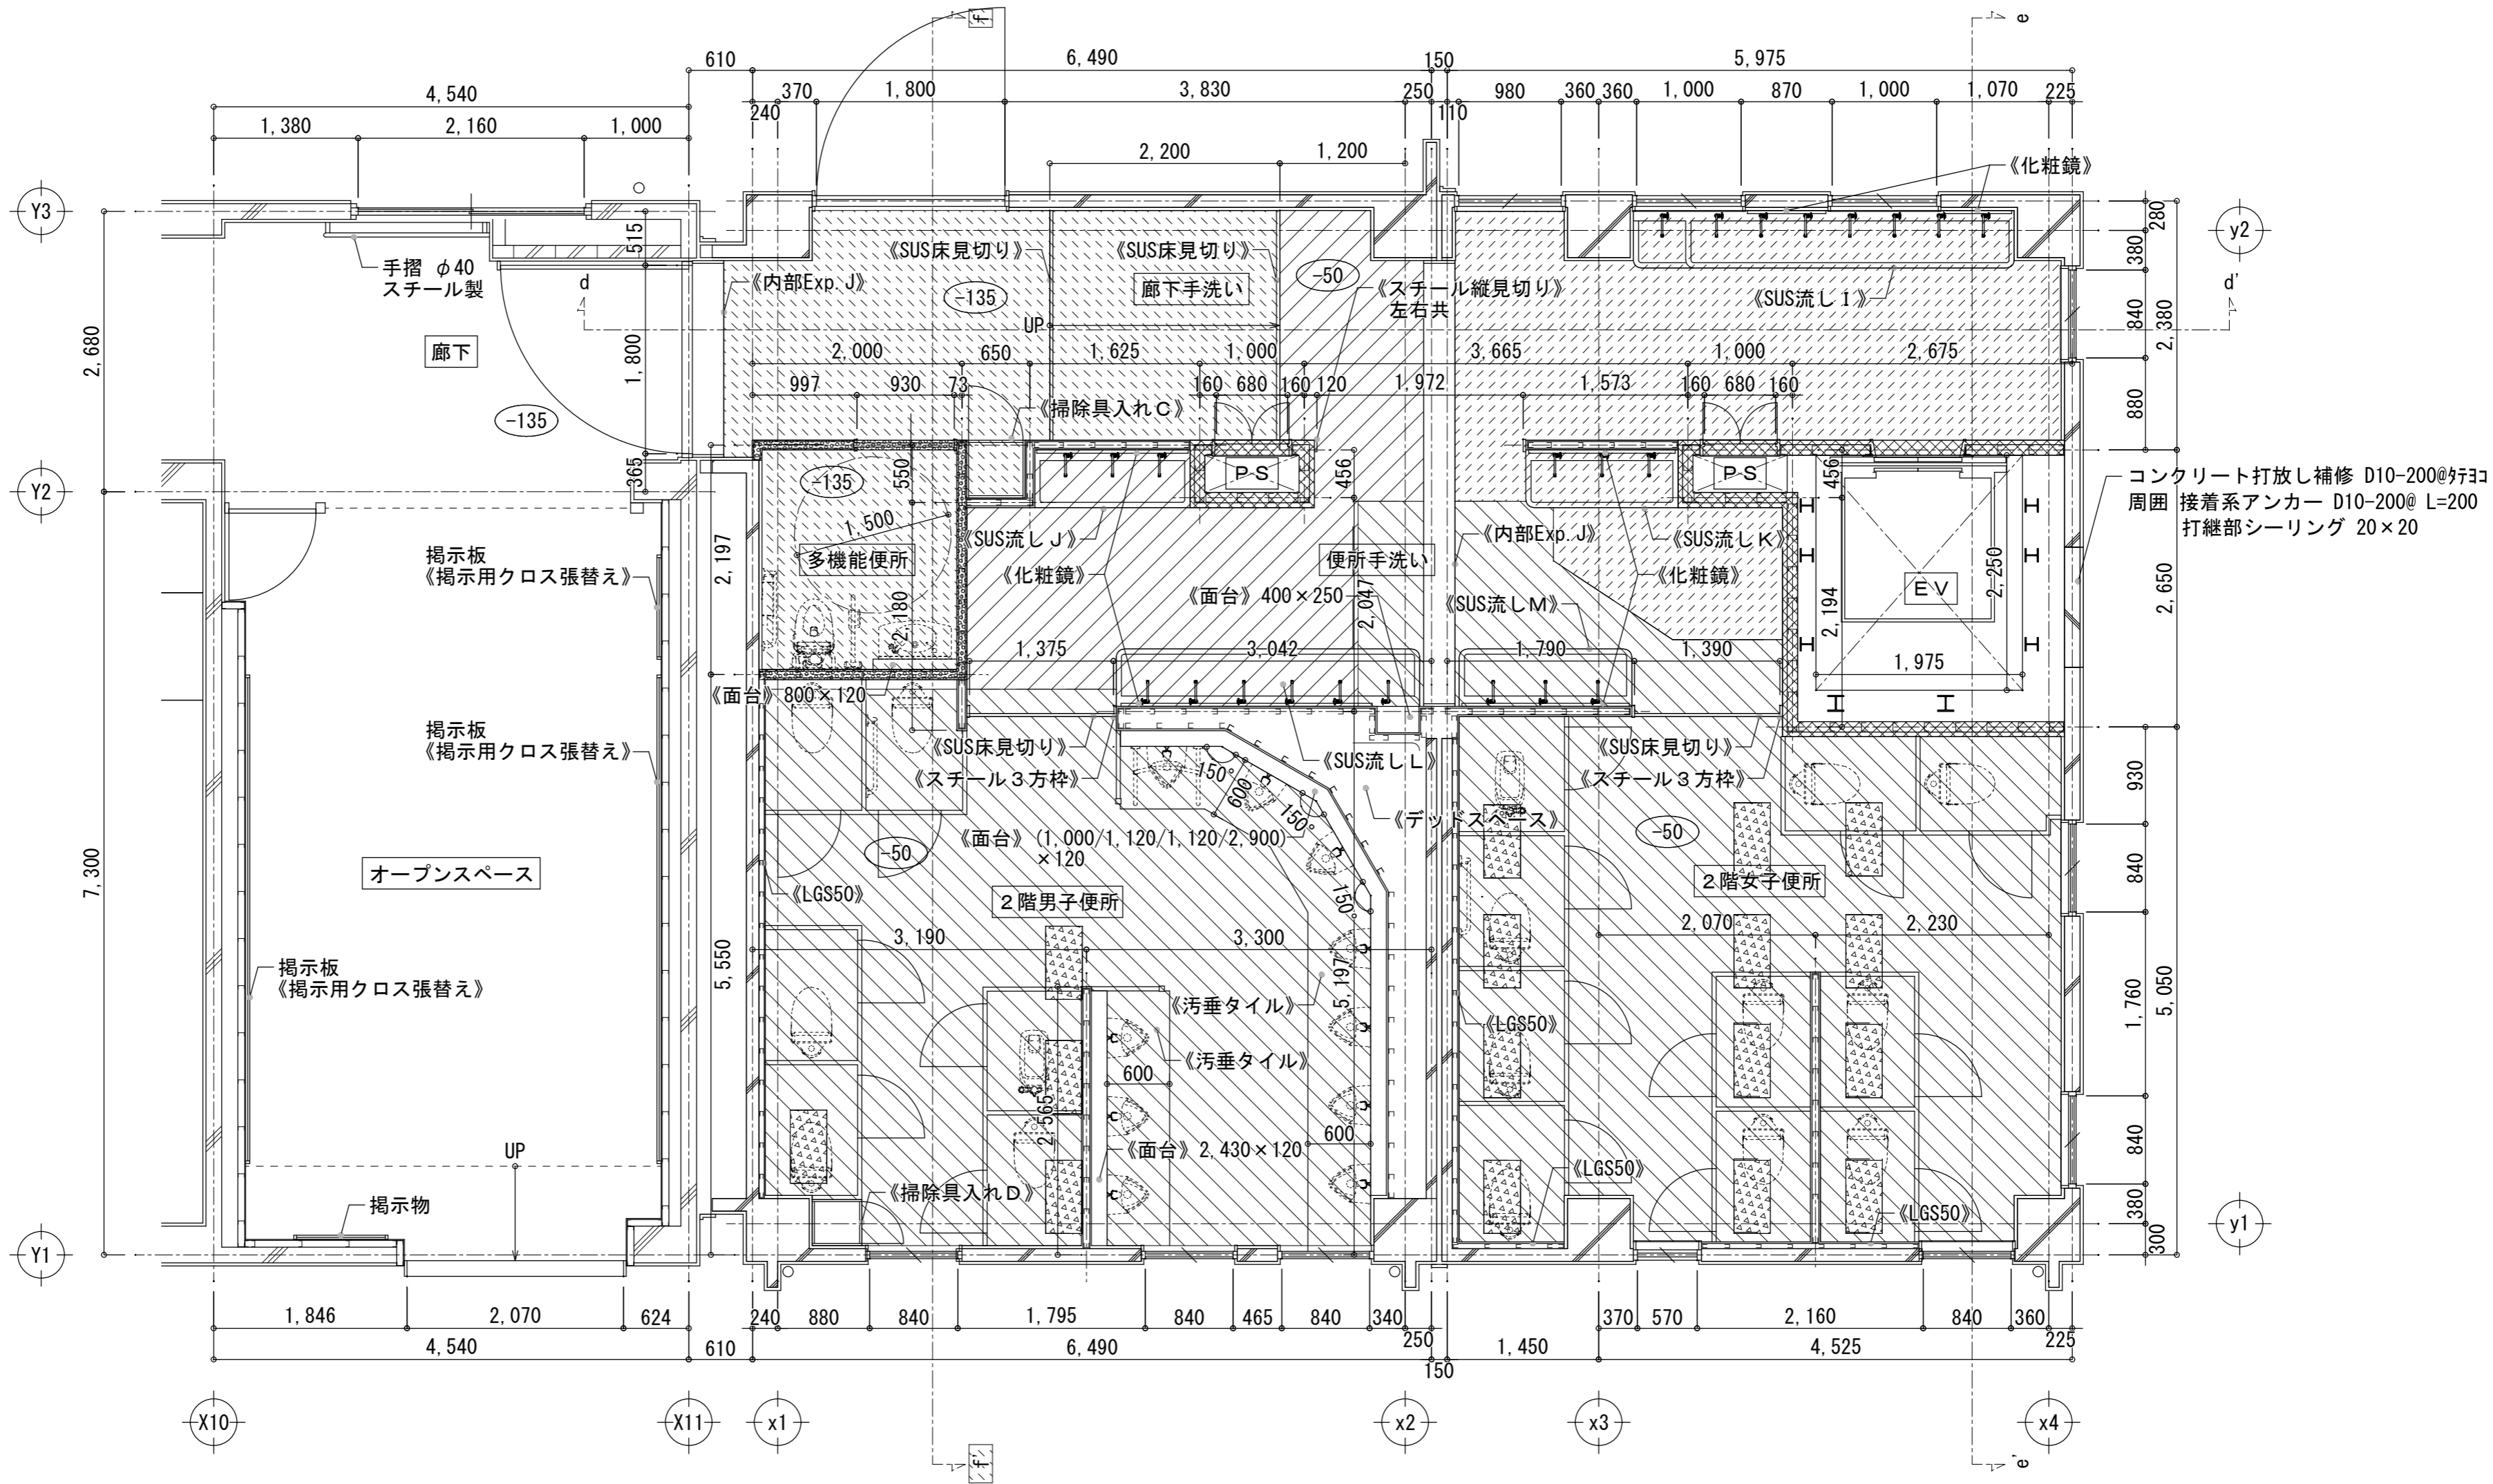 f
e
610
6,490
150
5,975
4,540
370
1,800
3,830
250
980
360
360
1,000
870
1,000
1,070
225
240
110
1,380
2,160
1,000
2,200
1,200
《化粧鏡》
Y3
y2
280
515
380
《SUS床見切り》
《SUS床見切り》
-50
手摺 φ40
スチール製
d
《内部Exp.J》
-135
廊下手洗い
《スチール縦見切り》
左右共
《SUS流しI》
d'
UP
840
2,380
2,680
廊下
1,800
2,000
650
1,625
1,000
3,665
1,000
2,675
997
930
73
160
680
160
120
1,972
1,573
160
680
160
880
-135
《掃除具入れC》
365
550
456
456
PS
PS
-135
Y2
コンクリート打放し補修 D10-200@ﾀﾃﾖｺ
周囲 接着系アンカー D10-200@ L=200
打継部シーリング 20×20
1,500
《SUS流しJ》
《内部Exp.J》
《SUS流しK》
掲示板
《掲示用クロス張替え》
2,197
多機能便所
便所手洗い
《化粧鏡》
《化粧鏡》
EV
2,250
《面台》400×250
2,047
《SUS流しM》
2,194
2,650
2,180
1,375
3,042
1,790
1,390
1,975
《面台》800×120
掲示板
《掲示用クロス張替え》
《SUS床見切り》
《SUS床見切り》
《SUS流しL》
《スチール3方枠》
《スチール3方枠》
150°
600
150°
930
《デッドスペース》
《面台》(1,000/1,120/1,120/2,900)
×120
-50
-50
7,300
オープンスペース
《LGS50》
2階男子便所
150°
2階女子便所
840
3,190
3,300
2,070
2,230
掲示板
《掲示用クロス張替え》
5,550
5,197
《汚垂タイル》
《LGS50》
1,760
5,050
《汚垂タイル》
600
2,565
600
UP
《面台》2,430×120
《LGS50》
840
掲示物
《掃除具入れD》
《LGS50》
380
y1
300
Y1
1,846
2,070
624
240
880
840
1,795
840
465
840
340
370
570
2,160
840
360
250
225
4,540
610
6,490
1,450
4,525
150
X10
X11
x1
x2
x3
x4
f'
e'